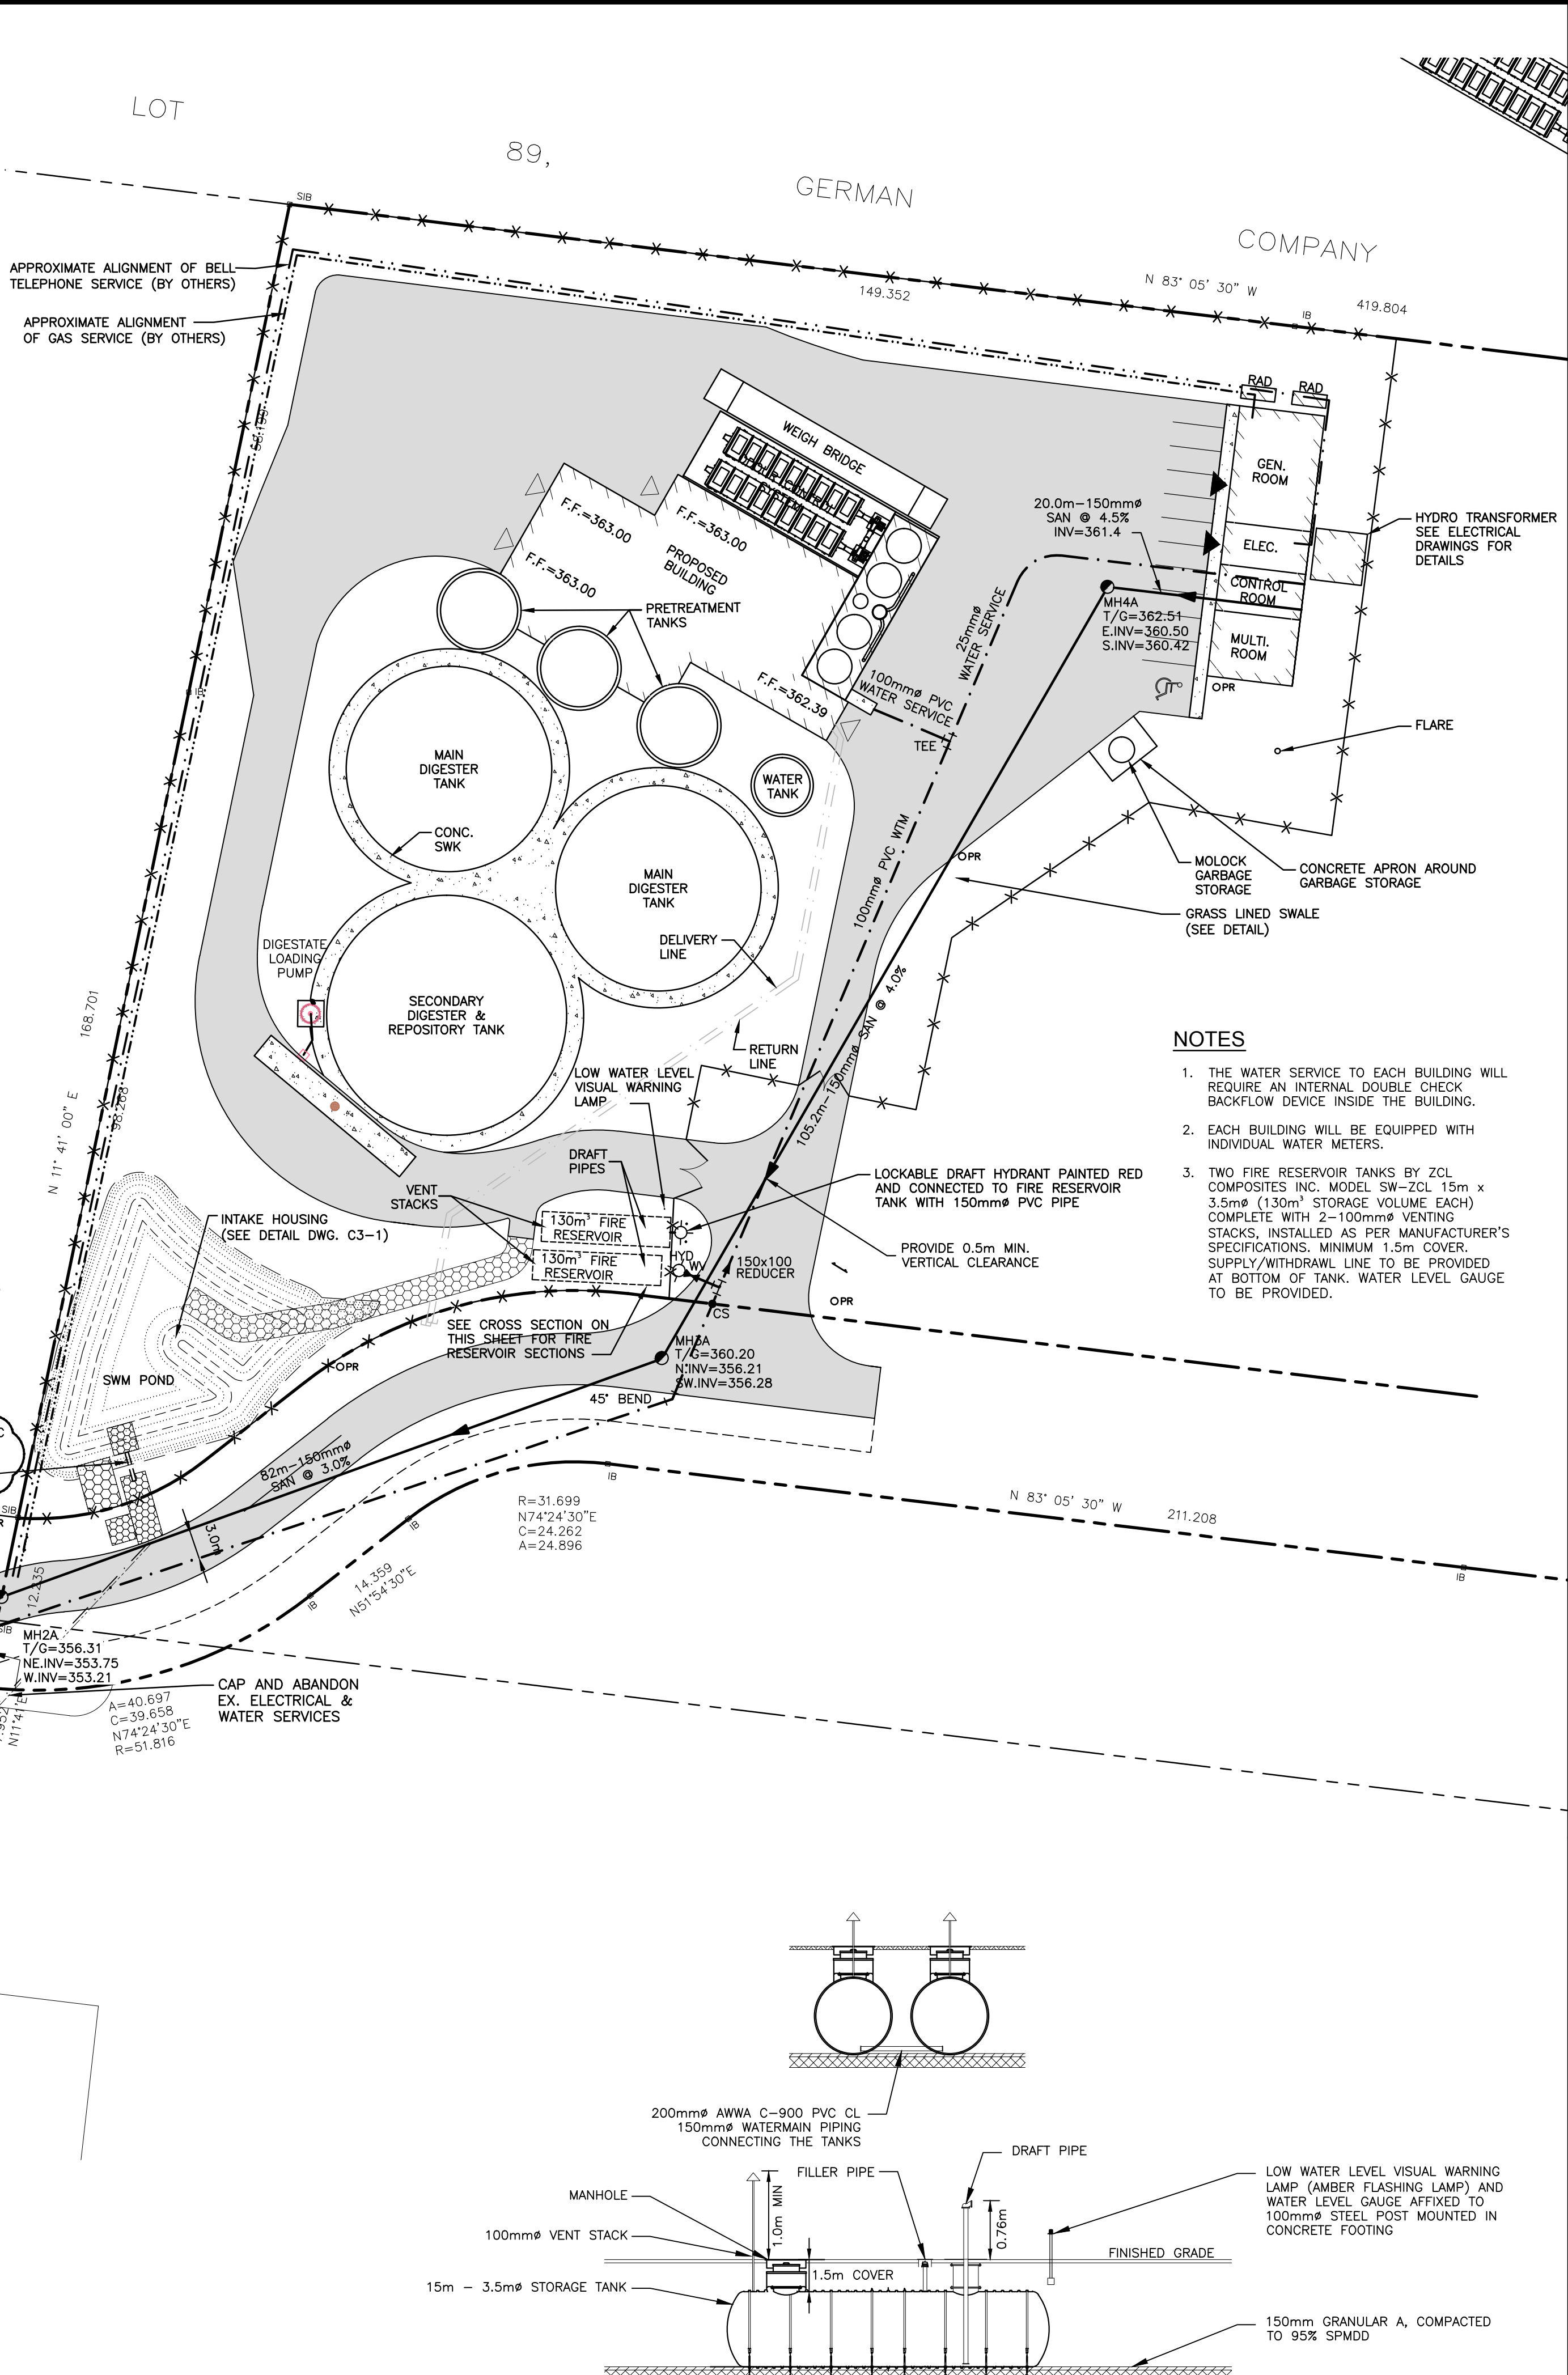 LOT
89,
GERMAN
COMPANY
SIB
N 83° 05' 30" W
149.352
IB
419.804
APPROXIMATE ALIGNMENT OF BELL
TELEPHONE SERVICE (BY OTHERS)
APPROXIMATE ALIGNMENT
OF GAS SERVICE (BY OTHERS)
RAD
RAD
WEIGH BRIDGE
GEN.
ROOM
ELEC.
CONTROL
ROOM
MULTI.
ROOM
20.0m-150mmø
SAN @ 4.5%
INV=361.4
HYDRO TRANSFORMER
SEE ELECTRICAL
DRAWINGS FOR
DETAILS
F.F.=363.00
F.F.=363.00
F.F.=363.00
PROPOSED
BUILDING
PRETREATMENT
TANKS
F.F.=362.39
MH4A
T/G=362.51
E.INV=360.50
S.INV=360.42
25mmø
WATER SERVICE
100mmø PVC
WATER SERVICE
TEE
OPR
FLARE
IB
MAIN
DIGESTER
TANK
WATER
TANK
CONC.
SWK
MAIN
DIGESTER
TANK
100mmø PVC WTM
OPR
MOLOCK
GARBAGE
STORAGE
CONCRETE APRON AROUND
GARBAGE STORAGE
GRASS LINED SWALE
(SEE DETAIL)
DIGESTATE
LOADING
PUMP
DELIVERY
LINE
SECONDARY
DIGESTER &
REPOSITORY TANK
RETURN
LINE
105.2m-150mmø SAN @ 4.0%
168.701
98.268
N 11° 41' 00" E
LOW WATER LEVEL
VISUAL WARNING
LAMP
DRAFT
PIPES
VENT
STACKS
NOTES
1. THE WATER SERVICE TO EACH BUILDING WILL
REQUIRE AN INTERNAL DOUBLE CHECK
BACKFLOW DEVICE INSIDE THE BUILDING.
2. EACH BUILDING WILL BE EQUIPPED WITH
INDIVIDUAL WATER METERS.
3. TWO FIRE RESERVOIR TANKS BY ZCL
COMPOSITES INC. MODEL SW-ZCL 15m x
3.5mø (130m³ STORAGE VOLUME EACH)
COMPLETE WITH 2-100mmø VENTING
STACKS, INSTALLED AS PER MANUFACTURER'S
SPECIFICATIONS. MINIMUM 1.5m COVER.
SUPPLY/WITHDRAWL LINE TO BE PROVIDED
AT BOTTOM OF TANK. WATER LEVEL GAUGE
TO BE PROVIDED.
LOCKABLE DRAFT HYDRANT PAINTED RED
AND CONNECTED TO FIRE RESERVOIR
TANK WITH 150mmø PVC PIPE
INTAKE HOUSING
(SEE DETAIL DWG. C3-1)
130m³ FIRE
RESERVOIR
130m³ FIRE
RESERVOIR
HYD
WV
150x100
REDUCER
PROVIDE 0.5m MIN.
VERTICAL CLEARANCE
OPR
CS
SEE CROSS SECTION ON
THIS SHEET FOR FIRE
RESERVOIR SECTIONS
MH3A
T/G=360.20
N.INV=356.21
SW.INV=356.28
OPR
SWM POND
45° BEND
82m-150mmø
SAN @ 3.0%
3.0m
IB
R=31.699
N74°24'30"E
C=24.262
A=24.896
N 83° 05' 30" W
211.208
IB
SIB
IB
14.359
N51°54'30"E
IB
12.235
SIB
MH2A
T/G=356.31
NE.INV=353.75
W.INV=353.21
CAP AND ABANDON
EX. ELECTRICAL &
WATER SERVICES
A=40.697
C=39.658
N74°24'30"E
R=51.816
N11°41'E
200mmø AWWA C-900 PVC CL
150mmø WATERMAIN PIPING
CONNECTING THE TANKS
DRAFT PIPE
FILLER PIPE
MANHOLE
1.0m MIN
0.76m
LOW WATER LEVEL VISUAL WARNING
LAMP (AMBER FLASHING LAMP) AND
WATER LEVEL GAUGE AFFIXED TO
100mmø STEEL POST MOUNTED IN
CONCRETE FOOTING
100mmø VENT STACK
FINISHED GRADE
1.5m COVER
15m - 3.5mø STORAGE TANK
150mm GRANULAR A, COMPACTED
TO 95% SPMDD